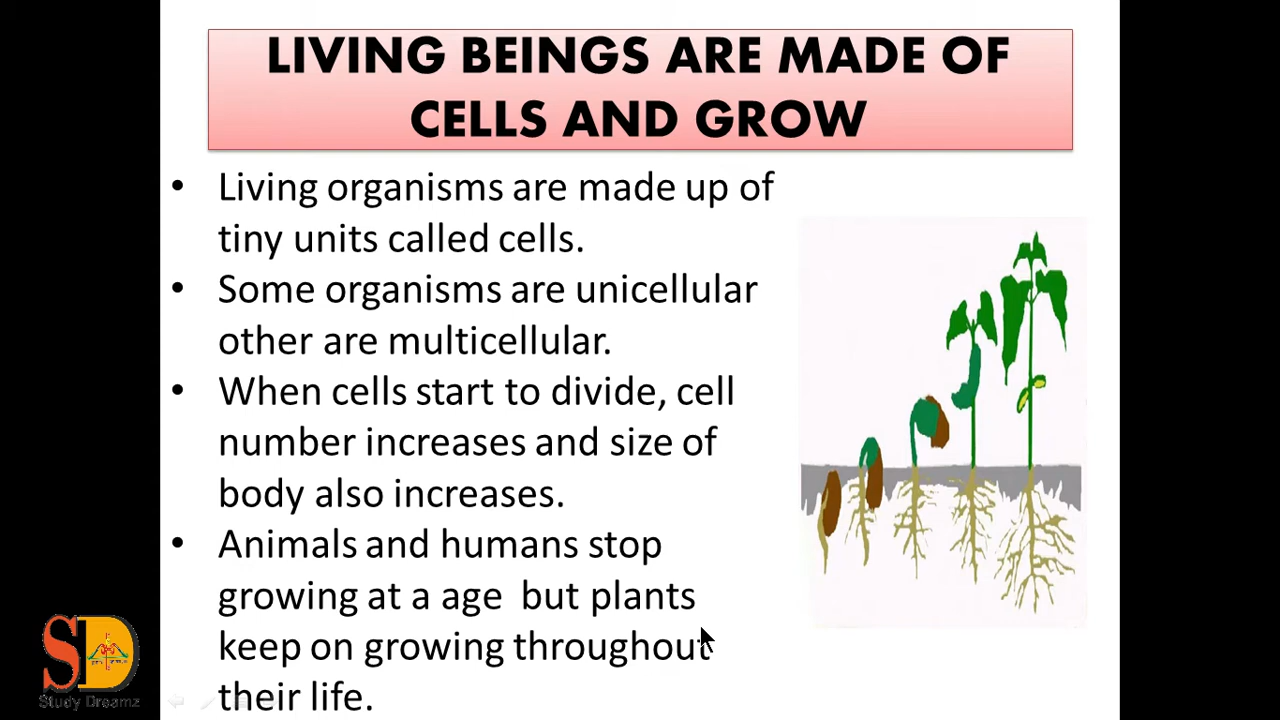 LIVING BEINGS ARE MADE OF
CELLS AND GROW
• Living organisms are made up of
tiny units called cells.
• Some organisms are unicellular
other are multicellular.
• When cells start to divide, cell
number increases and size of
body also increases.
• Animals and humans stop
growing at a age  but plants
keep on growing throughout
their life.
SD
Study Dreamz